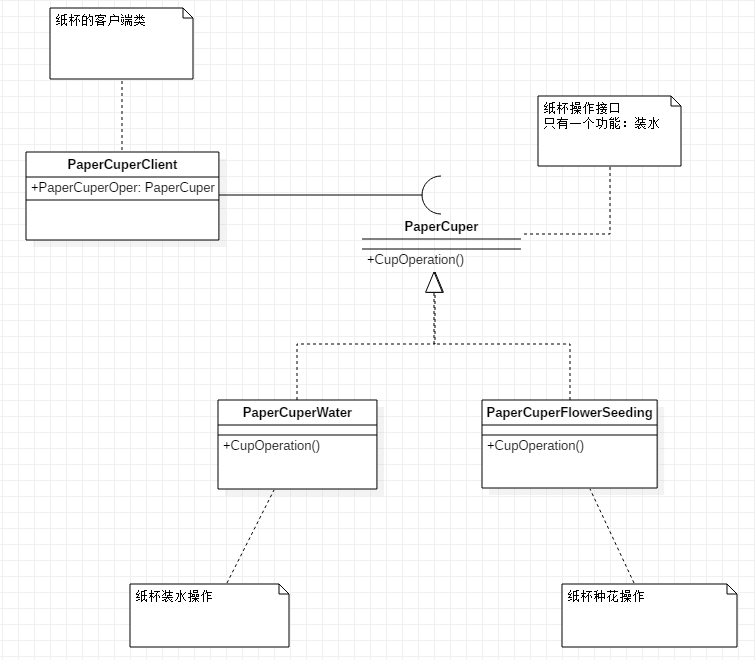 纸杯的客户端类
纸杯操作接口
只有一个功能：装水
PaperCuperClient
+PaperCuperOper: PaperCuper
PaperCuper
+CupOperation()
PaperCuperWater
+CupOperation()
PaperCuperFlowerSeeding
+CupOperation()
纸杯装水操作
纸杯种花操作